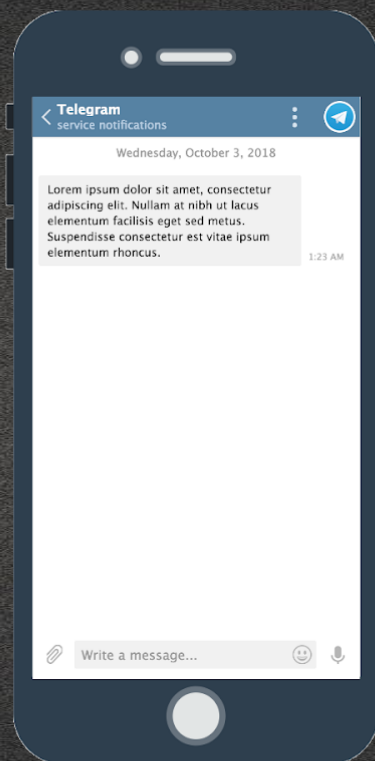 Telegram
service notifications
Wednesday, October 3, 2018
Lorem ipsum dolor sit amet, consectetur
adipiscing elit. Nullam at nibh ut lacus
elementum facilisis eget sed metus.
Suspendisse consectetur est vitae ipsum
elementum rhoncus.
1:23 AM
Write a message...